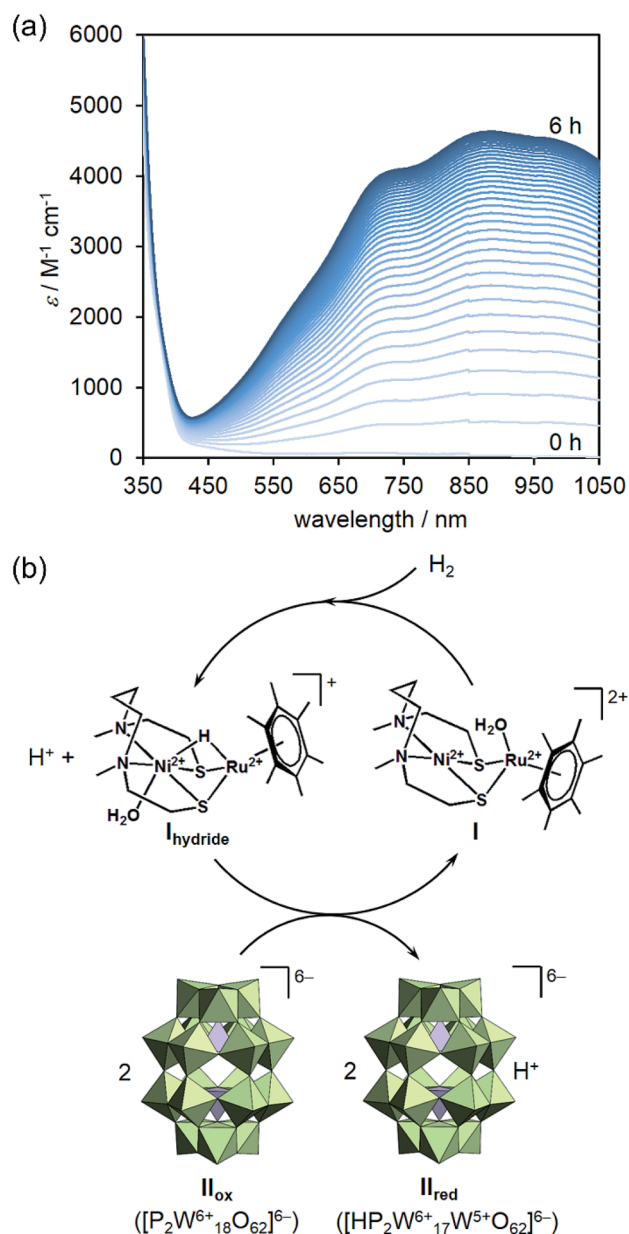 (a)
6000
5000
4000
3000
2000
1000
0
ε / M⁻¹ cm⁻¹
6 h
0 h
350 450 550 650 750 850 950 1050
wavelength / nm
(b)
H₂
H⁺ +
N
N
Ni²⁺
H
S
Ru²⁺
S
H₂O
+
I_hydride
N
N
Ni²⁺
H₂O
S
Ru²⁺
S
2+
I
2
6–
2
6–
H⁺
II_ox
II_red
([P₂W⁶⁺₁₈O₆₂]⁶⁻)
([HP₂W⁶⁺₁₇W⁵⁺O₆₂]⁶⁻)